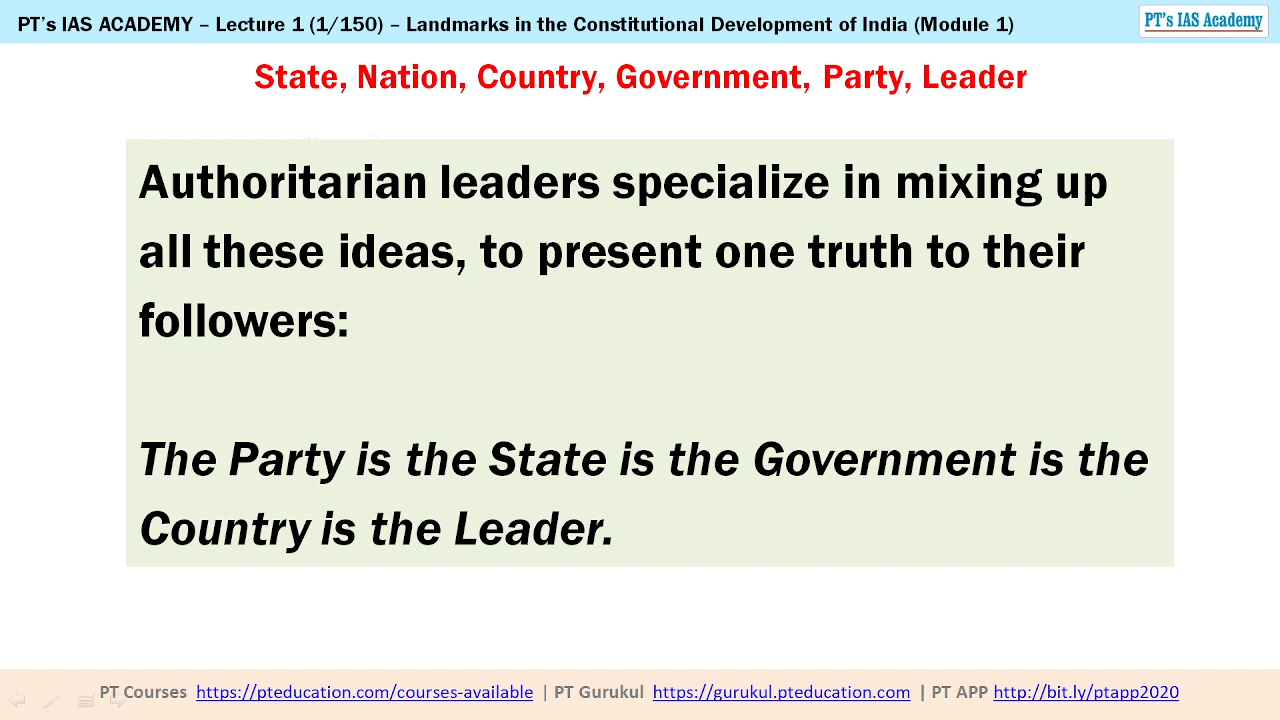 PT's IAS ACADEMY – Lecture 1 (1/150) – Landmarks in the Constitutional Development of India (Module 1)
PT's IAS Academy
State, Nation, Country, Government, Party, Leader
Authoritarian leaders specialize in mixing up
all these ideas, to present one truth to their
followers:
The Party is the State is the Government is the
Country is the Leader.
PT Courses https://pteducation.com/courses-available | PT Gurukul https://gurukul.pteducation.com | PT APP http://bit.ly/ptapp2020